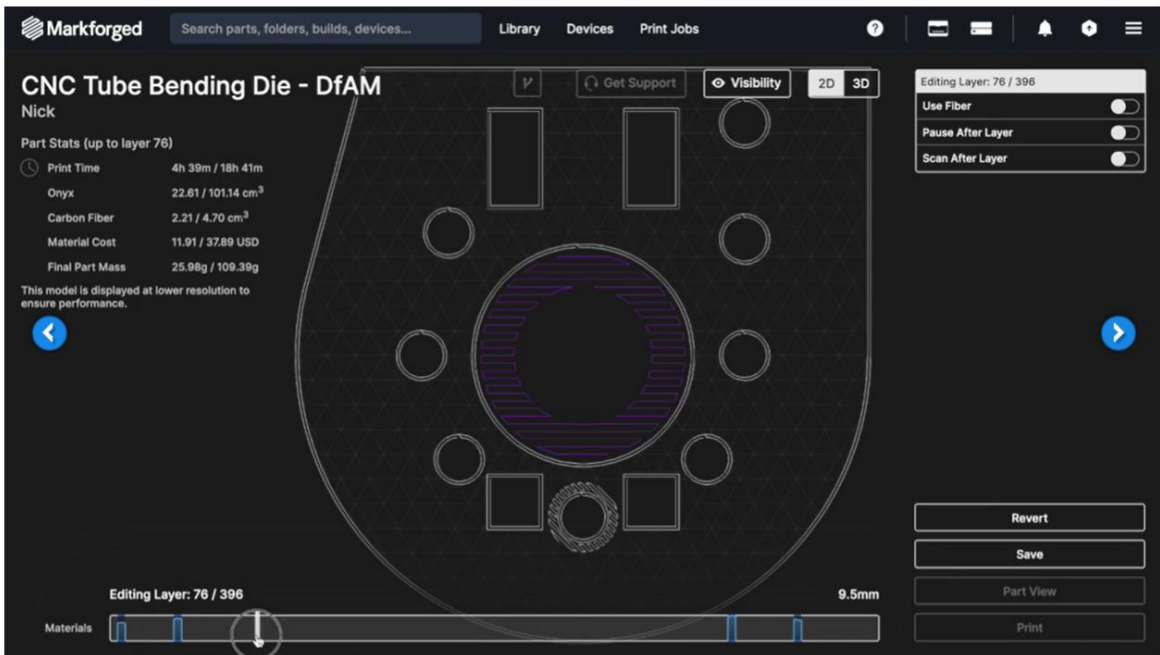 Markforged
Search parts, folders, builds, devices...
Library Devices Print Jobs
?
CNC Tube Bending Die - DfAM
Nick
Get Support
Visibility
2D 3D
Part Stats (up to layer 76)
Print Time 4h 39m / 18h 41m
Onyx 22.61 / 101.14 cm³
Carbon Fiber 2.21 / 4.70 cm³
Material Cost 11.91 / 37.89 USD
Final Part Mass 25.98g / 109.39g
This model is displayed at lower resolution to
ensure performance.
Editing Layer: 76 / 396
Use Fiber
Pause After Layer
Scan After Layer
Revert
Save
Part View
Print
Editing Layer: 76 / 396 9.5mm
Materials